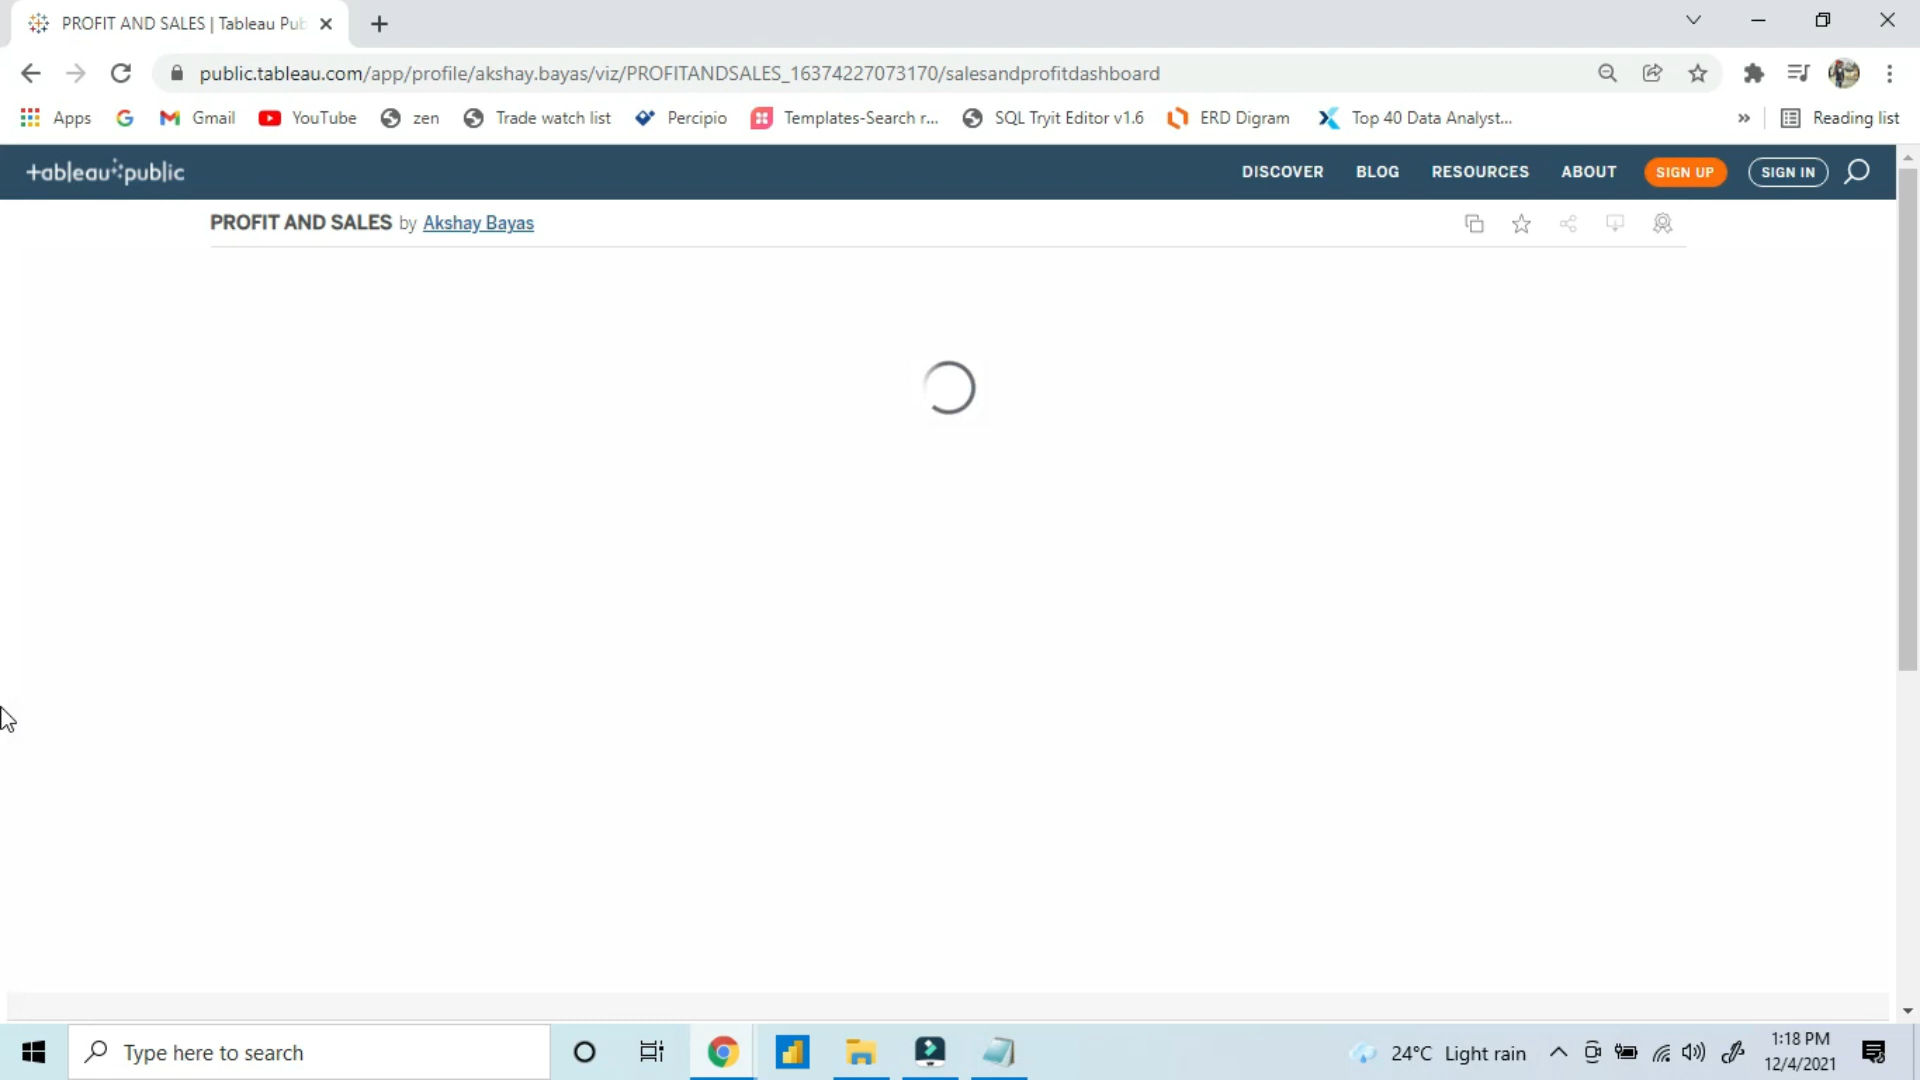 PROFIT AND SALES | Tableau Pub
public.tableau.com/app/profile/akshay.bayas/viz/PROFITANDSALES_16374227073170/salesandprofitdashboard
Apps Gmail YouTube zen Trade watch list Percipio Templates-Search r... SQL Tryit Editor v1.6 ERD Digram Top 40 Data Analyst... » Reading list
+ableau public DISCOVER BLOG RESOURCES ABOUT SIGN UP SIGN IN
PROFIT AND SALES by Akshay Bayas
Type here to search 24°C Light rain 1:18 PM
12/4/2021